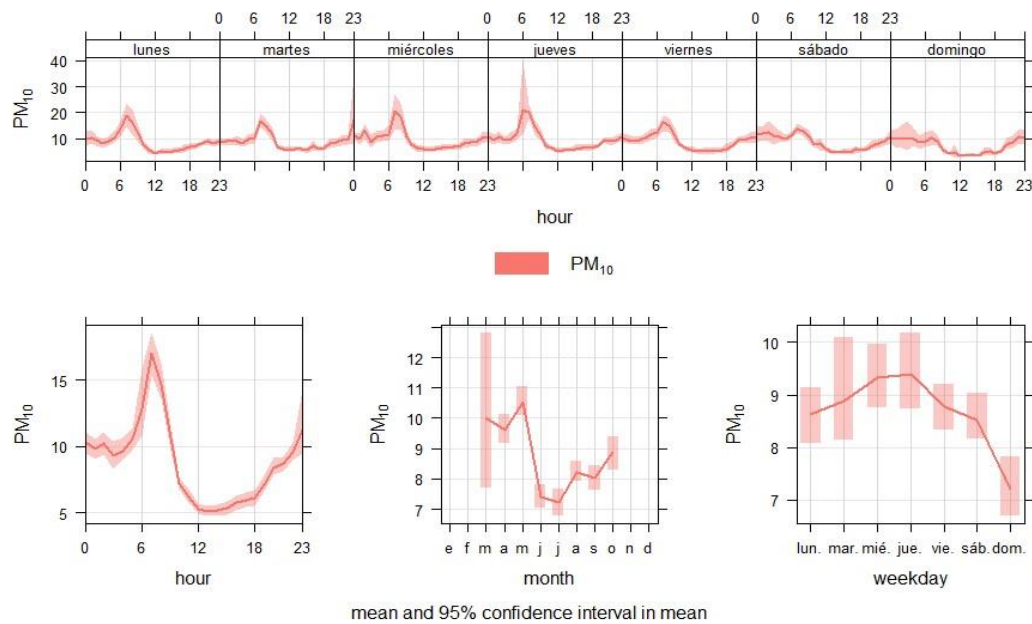 0 6 12 18 23 0 6 12 18 23 0 6 12 18 23
lunes martes miércoles jueves viernes sábado domingo
40
30
20
10
PM10
0 6 12 18 23 0 6 12 18 23 0 6 12 18 23 0 6 12 18 23
hour
PM10
15
10
5
PM10
0 6 12 18 23
hour
12
11
10
9
8
7
PM10
e f m a m j j a s o n d
month
10
9
8
7
PM10
lun. mar. mié. jue. vie. sáb. dom.
weekday
mean and 95% confidence interval in mean